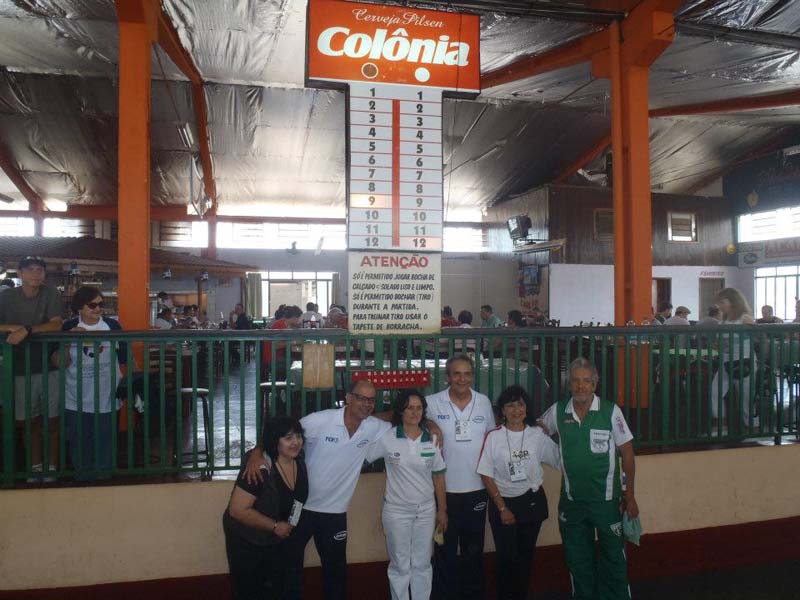 Cerveja Pilsen
Colônia
1 1
2 2
3 3
4 4
5 5
6 6
7 7
8 8
9 9
10 10
11 11
12 12
ATENÇÃO
SÓ É PERMITIDO JOGAR BOCHA DE
CALÇADO - SOLADO LISO E LIMPO.
SÓ É PERMITIDO BOCHAR (TIRO)
DURANTE A PARTIDA.
PARA TREINAR TIRO USAR O
TAPETE DE BORRACHA.